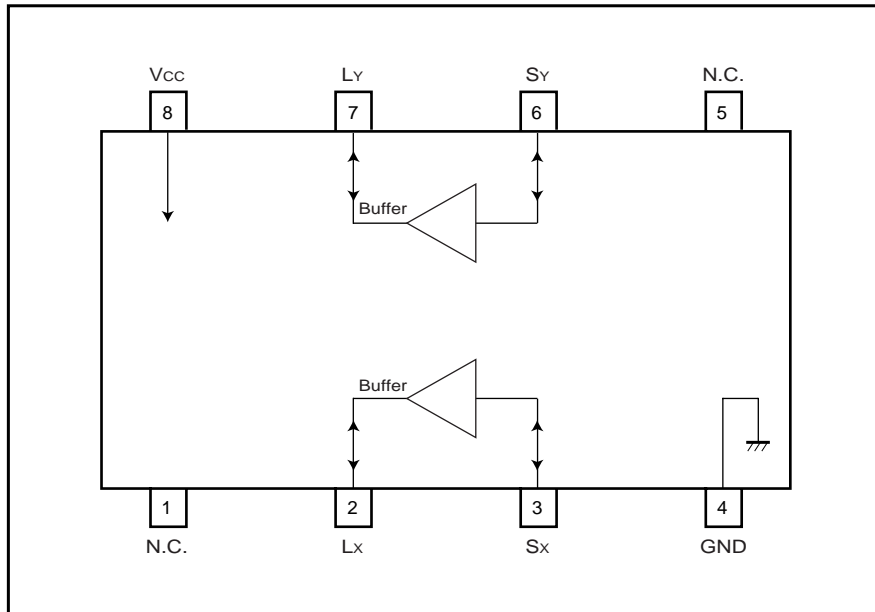 VCC LY SY N.C.
8 7 6 5
Buffer
Buffer
1 2 3 4
N.C. LX SX GND